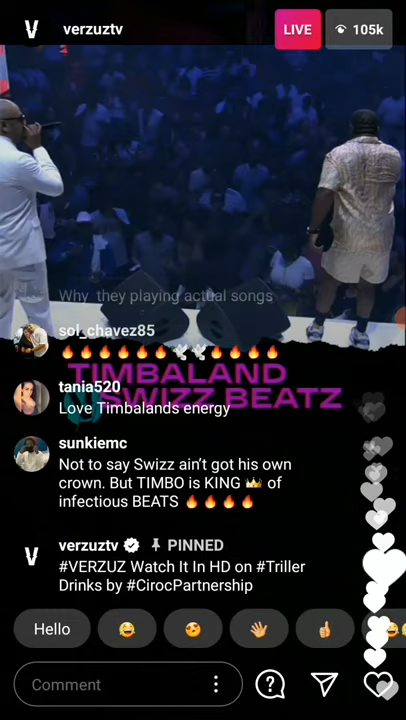 V verzuztv LIVE 105k
Why they playing actual songs
sol_chavez85
TIMBALAND
SWIZZ BEATZ
tania520
Love Timbalands energy
sunkiemc
Not to say Swizz ain't got his own
crown. But TIMBO is KING 👑 of
infectious BEATS 🔥🔥🔥🔥
V verzuztv PINNED
#VERZUZ Watch It In HD on #Triller
Drinks by #CirocPartnership
Hello
Comment